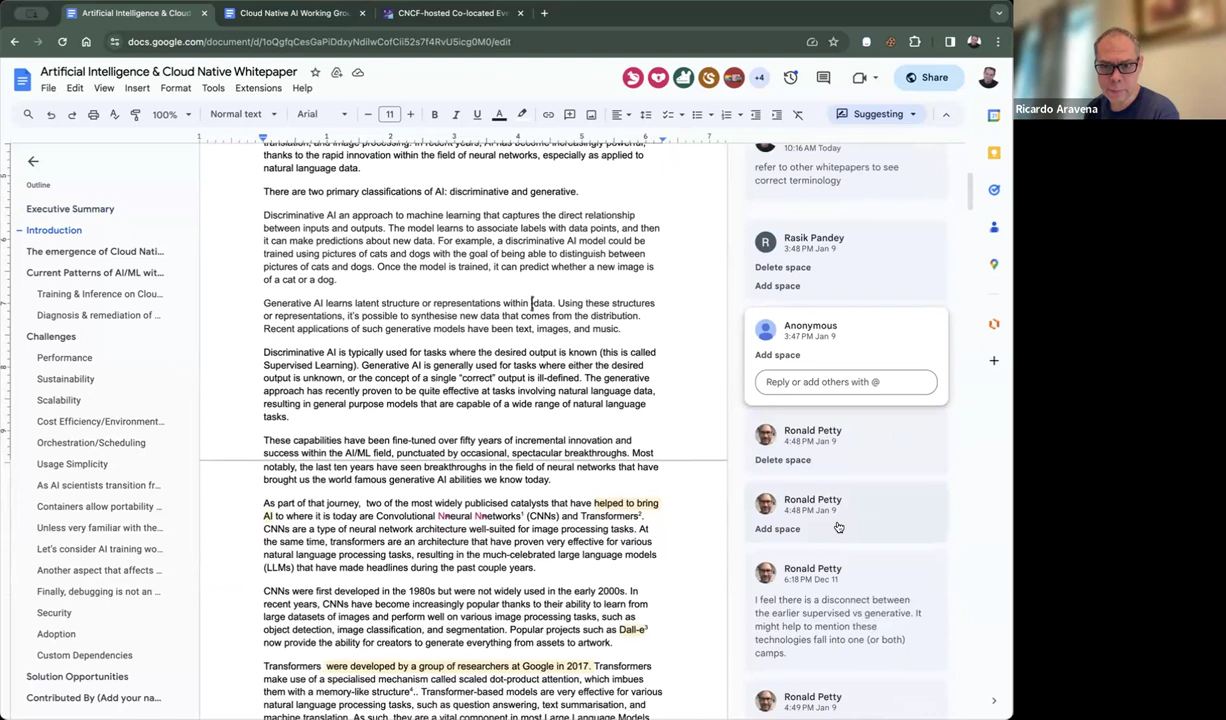 Artificial Intelligence & Cloud
Cloud Native AI Working Gro
CNCF-hosted Co-located Eve
docs.google.com/document/d/1oQgfqCesGaPiDdxyNdilwCofCii52s7f4RvU5icg0M0/edit
Artificial Intelligence & Cloud Native Whitepaper
+4
Share
File Edit View Insert Format Tools Extensions Help
100% Normal text Arial 11 B I U A Suggesting
1 1 2 3 4 5 6 7
Ricardo Aravena
Outline
Executive Summary
Introduction
The emergence of Cloud Nati...
Current Patterns of AI/ML wit...
Training & Inference on Clou...
Diagnosis & remediation of...
Challenges
Performance
Sustainability
Scalability
Cost Efficiency/Environment...
Orchestration/Scheduling
Usage Simplicity
As AI scientists transition fr...
Containers allow portability ...
Unless very familiar with the...
Let's consider AI training wo...
Another aspect that affects ...
Finally, debugging is not an ...
Security
Adoption
Custom Dependencies
Solution Opportunities
Contributed By (Add your na...
translation, and image processing. In recent years, AI has become increasingly powerful,
thanks to the rapid innovation within the field of neural networks, especially as applied to
natural language data.
There are two primary classifications of AI: discriminative and generative.
Discriminative AI an approach to machine learning that captures the direct relationship
between inputs and outputs. The model learns to associate labels with data points, and then
it can make predictions about new data. For example, a discriminative AI model could be
trained using pictures of cats and dogs with the goal of being able to distinguish between
pictures of cats and dogs. Once the model is trained, it can predict whether a new image is
of a cat or a dog.
Generative AI learns latent structure or representations within data. Using these structures
or representations, it's possible to synthesise new data that comes from the distribution.
Recent applications of such generative models have been text, images, and music.
Discriminative AI is typically used for tasks where the desired output is known (this is called
Supervised Learning). Generative AI is generally used for tasks where either the desired
output is unknown, or the concept of a single "correct" output is ill-defined. The generative
approach has recently proven to be quite effective at tasks involving natural language data,
resulting in general purpose models that are capable of a wide range of natural language
tasks.
These capabilities have been fine-tuned over fifty years of incremental innovation and
success within the AI/ML field, punctuated by occasional, spectacular breakthroughs. Most
notably, the last ten years have seen breakthroughs in the field of neural networks that have
brought us the world famous generative AI abilities we know today.
As part of that journey, two of the most widely publicised catalysts that have helped to bring
AI to where it is today are Convolutional Nneural Nnetworks¹ (CNNs) and Transformers².
CNNs are a type of neural network architecture well-suited for image processing tasks. At
the same time, transformers are an architecture that have proven very effective for various
natural language processing tasks, resulting in the much-celebrated large language models
(LLMs) that have made headlines during the past couple years.
CNNs were first developed in the 1980s but were not widely used in the early 2000s. In
recent years, CNNs have become increasingly popular thanks to their ability to learn from
large datasets of images and perform well on various image processing tasks, such as
object detection, image classification, and segmentation. Popular projects such as Dall-e³
now provide the ability for creators to generate everything from assets to artwork.
Transformers were developed by a group of researchers at Google in 2017. Transformers
make use of a specialised mechanism called scaled dot-product attention, which imbues
them with a memory-like structure⁴.. Transformer-based models are very effective for various
natural language processing tasks, such as question answering, text summarisation, and
machine translation. As such, they are a vital component in most Large Language Models
10:16 AM Today
refer to other whitepapers to see
correct terminology
R
Rasik Pandey
3:48 PM Jan 9
Delete space
Add space
Anonymous
3:47 PM Jan 9
Add space
Reply or add others with @
Ronald Petty
4:48 PM Jan 9
Delete space
Ronald Petty
4:48 PM Jan 9
Add space
Ronald Petty
6:18 PM Dec 11
I feel there is a disconnect between
the earlier supervised vs generative. It
might help to mention these
technologies fall into one (or both)
camps.
Ronald Petty
4:49 PM Jan 9